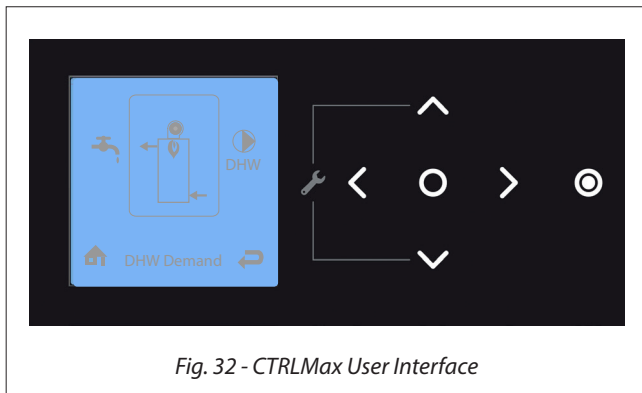 DHW
DHW Demand
Fig. 32 - CTRLMax User Interface